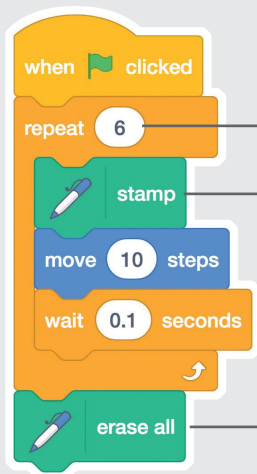 when clicked
repeat 6
stamp
move 10 steps
wait 0.1 seconds
erase all